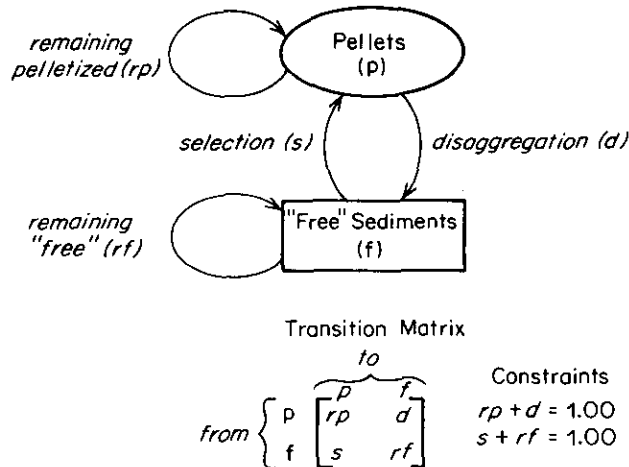 remaining
pelletized (rp)
Pellets
(p)
selection (s)
disaggregation (d)
remaining
"free" (rf)
"Free" Sediments
(f)
Transition Matrix
to
p f
from p rp d
f s rf
Constraints
rp + d = 1.00
s + rf = 1.00